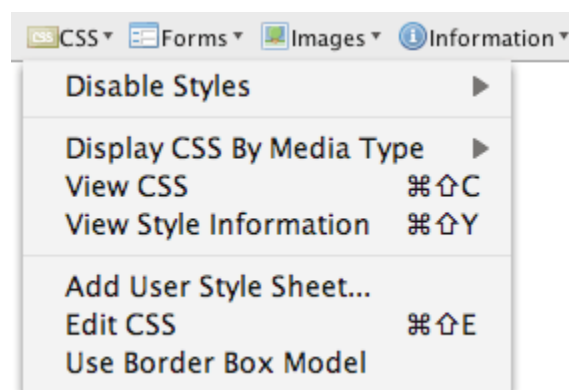 CSS Forms Images Information
Disable Styles
Display CSS By Media Type
View CSS ⌘⇧C
View Style Information ⌘⇧Y
Add User Style Sheet...
Edit CSS ⌘⇧E
Use Border Box Model